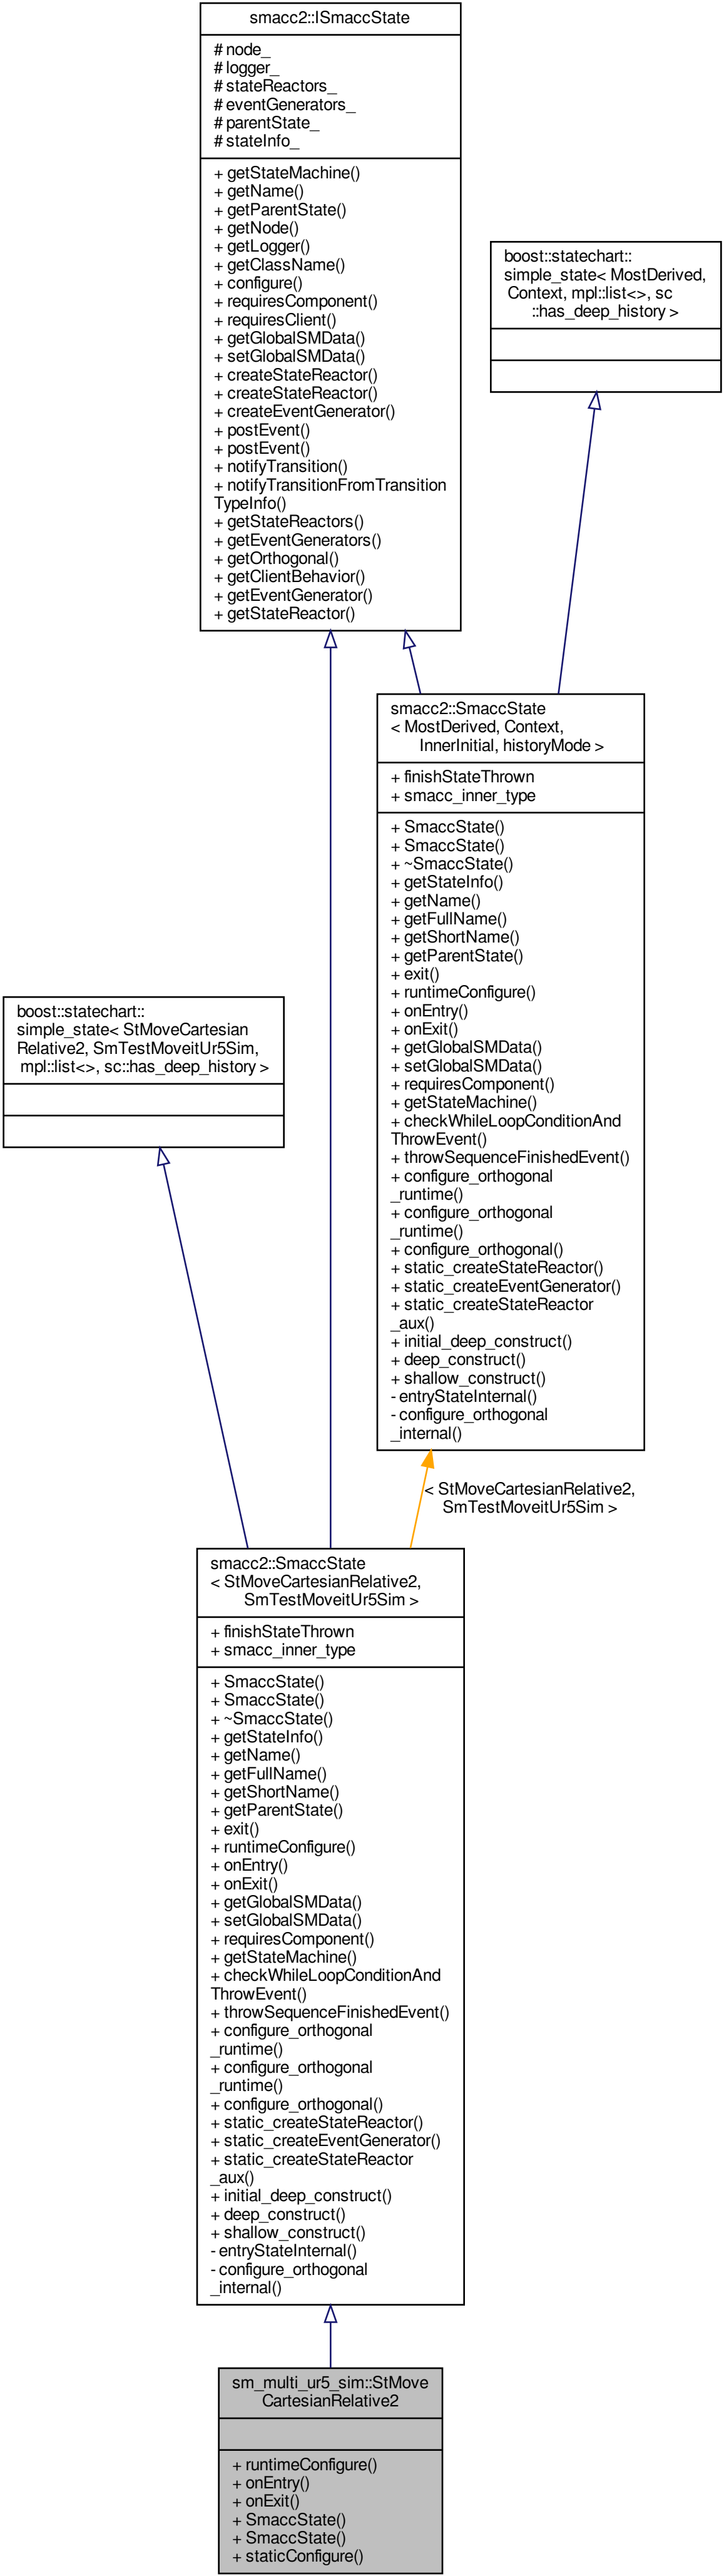 smacc2::ISmaccState
# node_
# logger_
# stateReactors_
# eventGenerators_
# parentState_
# stateInfo_
+ getStateMachine()
+ getName()
+ getParentState()
+ getNode()
+ getLogger()
+ getClassName()
+ configure()
+ requiresComponent()
+ requiresClient()
+ getGlobalSMData()
+ setGlobalSMData()
+ createStateReactor()
+ createStateReactor()
+ createEventGenerator()
+ postEvent()
+ postEvent()
+ notifyTransition()
+ notifyTransitionFromTransition
TypeInfo()
+ getStateReactors()
+ getEventGenerators()
+ getOrthogonal()
+ getClientBehavior()
+ getEventGenerator()
+ getStateReactor()
boost::statechart::
simple_state< MostDerived,
Context, mpl::list<>, sc
::has_deep_history >
smacc2::SmaccState
< MostDerived, Context,
InnerInitial, historyMode >
+ finishStateThrown
+ smacc_inner_type
+ SmaccState()
+ SmaccState()
+ ~SmaccState()
+ getStateInfo()
+ getName()
+ getFullName()
+ getShortName()
+ getParentState()
+ exit()
+ runtimeConfigure()
+ onEntry()
+ onExit()
+ getGlobalSMData()
+ setGlobalSMData()
+ requiresComponent()
+ getStateMachine()
+ checkWhileLoopConditionAnd
ThrowEvent()
+ throwSequenceFinishedEvent()
+ configure_orthogonal
_runtime()
+ configure_orthogonal
_runtime()
+ configure_orthogonal()
+ static_createStateReactor()
+ static_createEventGenerator()
+ static_createStateReactor
_aux()
+ initial_deep_construct()
+ deep_construct()
+ shallow_construct()
- entryStateInternal()
- configure_orthogonal
_internal()
boost::statechart::
simple_state< StMoveCartesian
Relative2, SmTestMoveitUr5Sim,
mpl::list<>, sc::has_deep_history >
< StMoveCartesianRelative2,
SmTestMoveitUr5Sim >
smacc2::SmaccState
< StMoveCartesianRelative2,
SmTestMoveitUr5Sim >
+ finishStateThrown
+ smacc_inner_type
+ SmaccState()
+ SmaccState()
+ ~SmaccState()
+ getStateInfo()
+ getName()
+ getFullName()
+ getShortName()
+ getParentState()
+ exit()
+ runtimeConfigure()
+ onEntry()
+ onExit()
+ getGlobalSMData()
+ setGlobalSMData()
+ requiresComponent()
+ getStateMachine()
+ checkWhileLoopConditionAnd
ThrowEvent()
+ throwSequenceFinishedEvent()
+ configure_orthogonal
_runtime()
+ configure_orthogonal
_runtime()
+ configure_orthogonal()
+ static_createStateReactor()
+ static_createEventGenerator()
+ static_createStateReactor
_aux()
+ initial_deep_construct()
+ deep_construct()
+ shallow_construct()
- entryStateInternal()
- configure_orthogonal
_internal()
sm_multi_ur5_sim::StMove
CartesianRelative2
+ runtimeConfigure()
+ onEntry()
+ onExit()
+ SmaccState()
+ SmaccState()
+ staticConfigure()